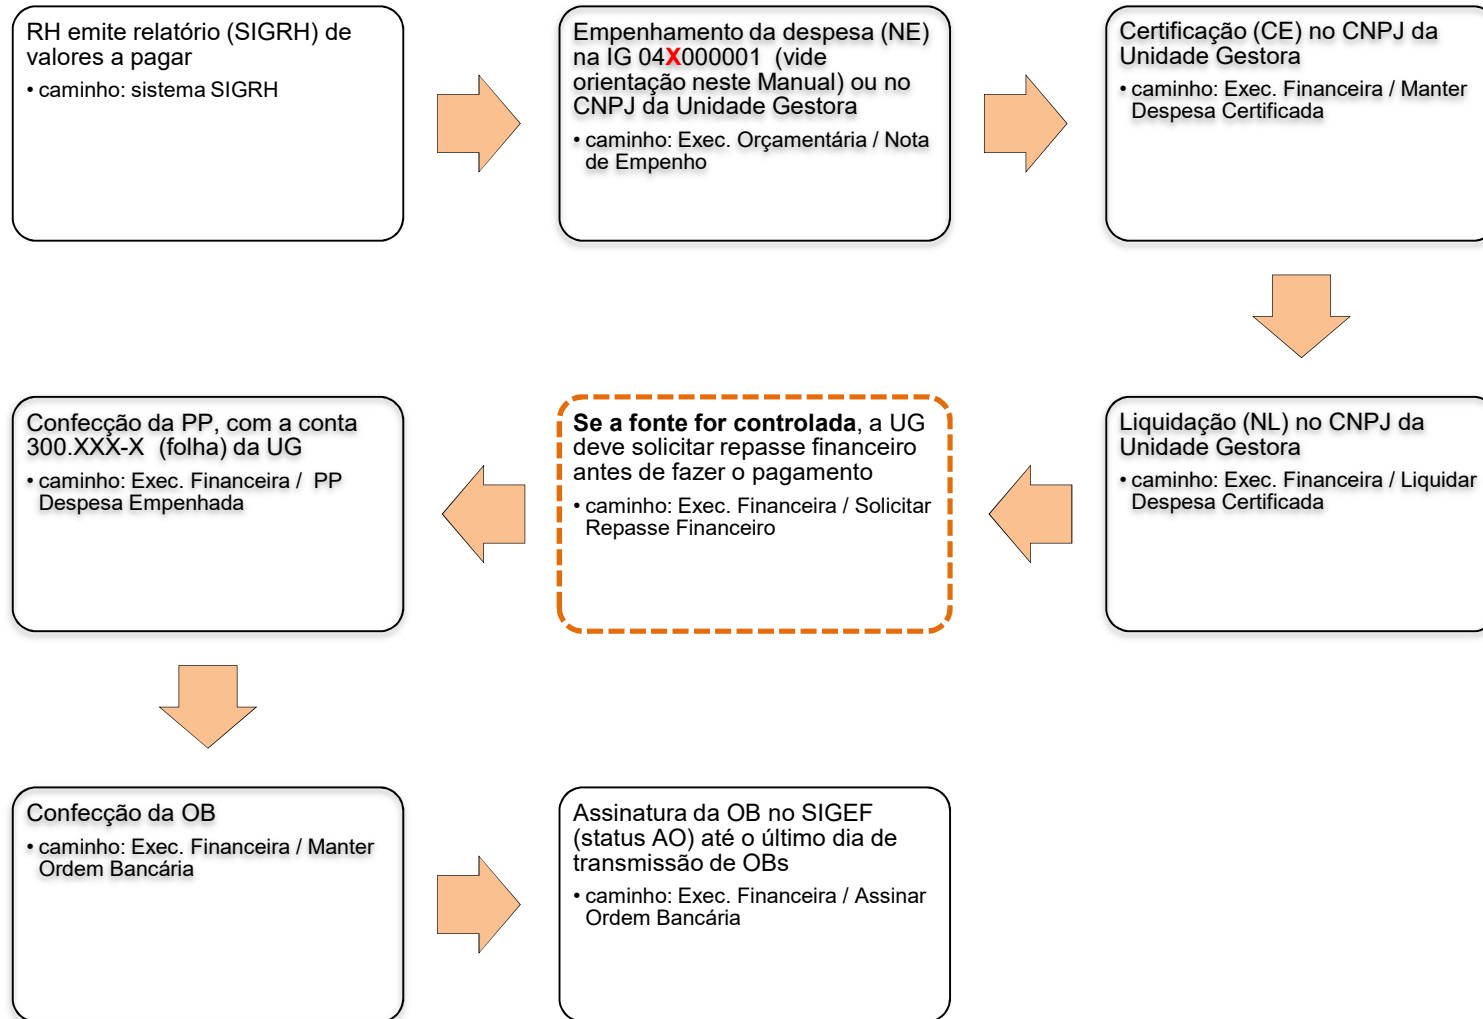 RH emite relatório (SIGRH) de
valores a pagar
• caminho: sistema SIGRH
Empenhamento da despesa (NE)
na IG 04X000001 (vide
orientação neste Manual) ou no
CNPJ da Unidade Gestora
• caminho: Exec. Orçamentária / Nota
de Empenho
Certificação (CE) no CNPJ da
Unidade Gestora
• caminho: Exec. Financeira / Manter
Despesa Certificada
Liquidação (NL) no CNPJ da
Unidade Gestora
• caminho: Exec. Financeira / Liquidar
Despesa Certificada
Se a fonte for controlada, a UG
deve solicitar repasse financeiro
antes de fazer o pagamento
• caminho: Exec. Financeira / Solicitar
Repasse Financeiro
Confecção da PP, com a conta
300.XXX-X (folha) da UG
• caminho: Exec. Financeira / PP
Despesa Empenhada
Confecção da OB
• caminho: Exec. Financeira / Manter
Ordem Bancária
Assinatura da OB no SIGEF
(status AO) até o último dia de
transmissão de OBs
• caminho: Exec. Financeira / Assinar
Ordem Bancária